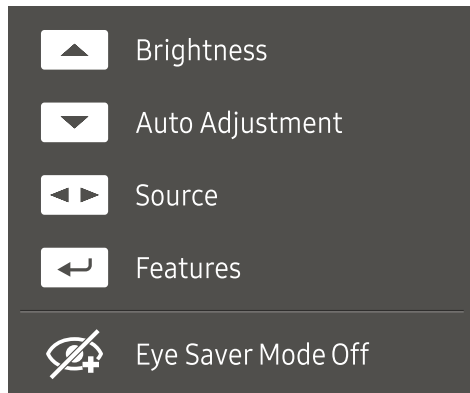 Brightness
Auto Adjustment
Source
Features
Eye Saver Mode Off